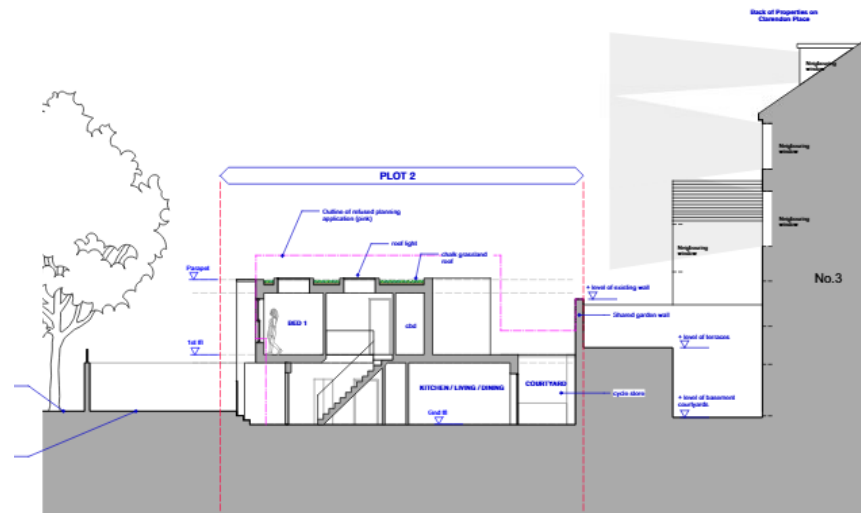 Back of Properties on
Clarendon Place
Neighbouring
window
Neighbouring
window
PLOT 2
Outline of refused planning
application (pink)
roof light
chalk grassland
roof
Neighbouring
window
Neighbouring
window
Parapet
No.3
+ level of existing wall
Shared garden wall
BED 1
cbd
1st fl
+ level of terraces
KITCHEN / LIVING / DINING
COURTYARD
cycle store
+ level of basement
courtyards
Gnd fl